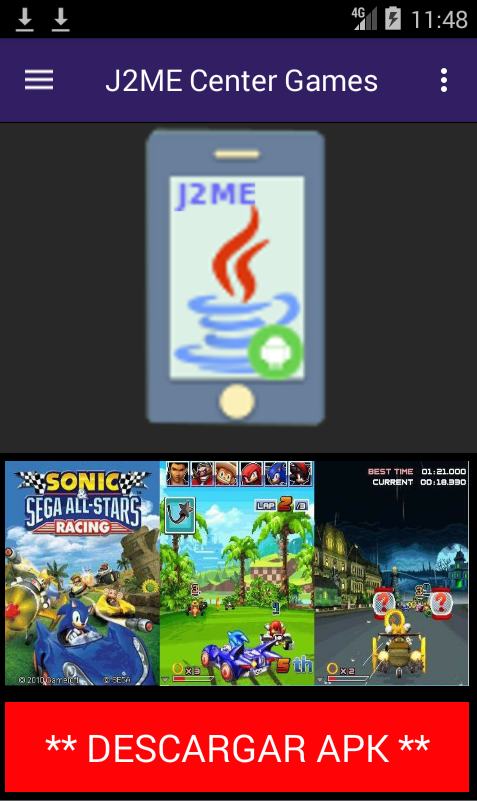 4G
11:48
J2ME Center Games
J2ME
SONIC
&
SEGA ALL-STARS
RACING
© 2010 Gameloft © SEGA
LAP 2/3
X3
5th
BEST TIME 01:21.000
CURRENT 00:18.330
? ?
X2
** DESCARGAR APK **